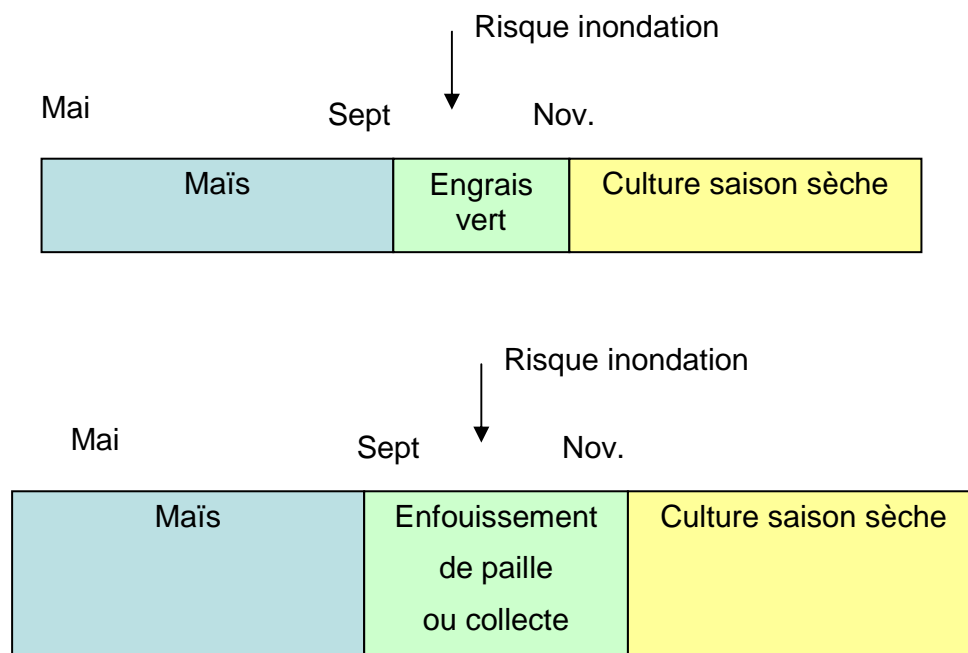 Risque inondation
Mai
Sept
Nov.
Maïs
Engrais
vert
Culture saison sèche
Risque inondation
Mai
Sept
Nov.
Maïs
Enfouissement
de paille
ou collecte
Culture saison sèche